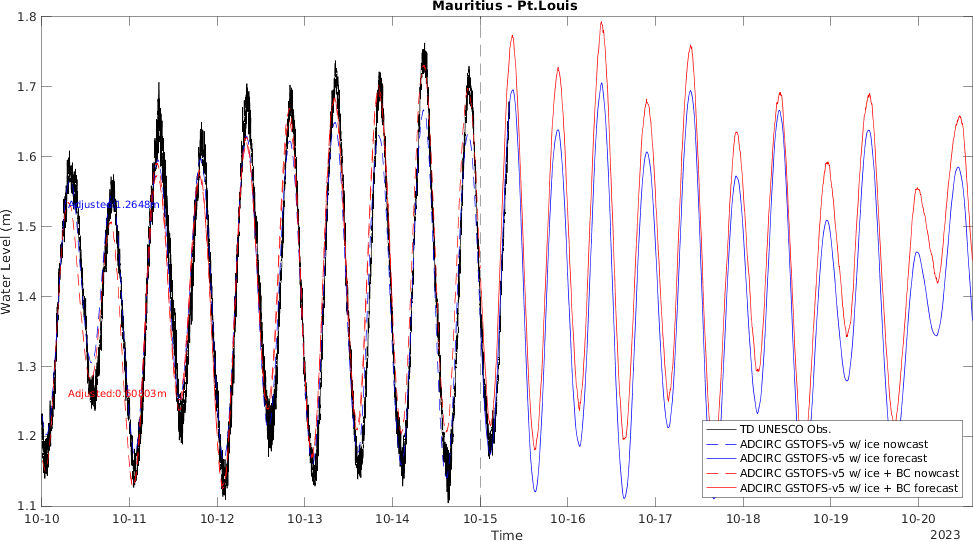 Mauritius - Pt.Louis
1.8
1.7
1.6
1.5
1.4
1.3
1.2
1.1
Water Level (m)
Adjusted:1.2648m
Adjusted:0.60003m
TD UNESCO Obs.
ADCIRC GSTOFS-v5 w/ ice nowcast
ADCIRC GSTOFS-v5 w/ ice forecast
ADCIRC GSTOFS-v5 w/ ice + BC nowcast
ADCIRC GSTOFS-v5 w/ ice + BC forecast
10-10 10-11 10-12 10-13 10-14 10-15 10-16 10-17 10-18 10-19 10-20
Time
2023